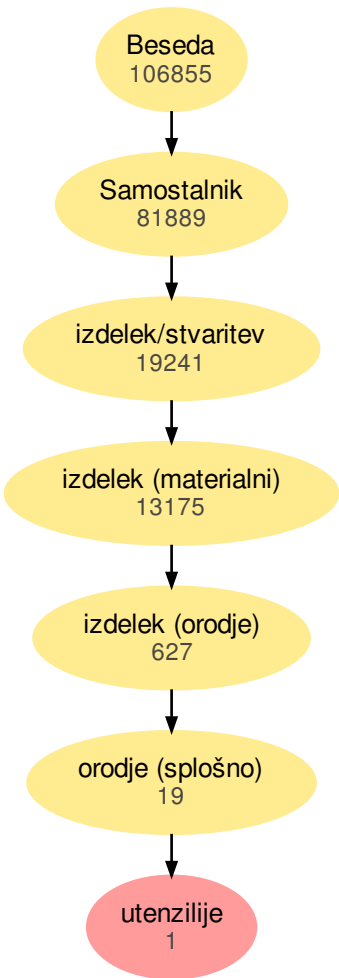 Beseda
106855
Samostalnik
81889
izdelek/stvaritev
19241
izdelek (materialni)
13175
izdelek (orodje)
627
orodje (splošno)
19
utenzilije
1